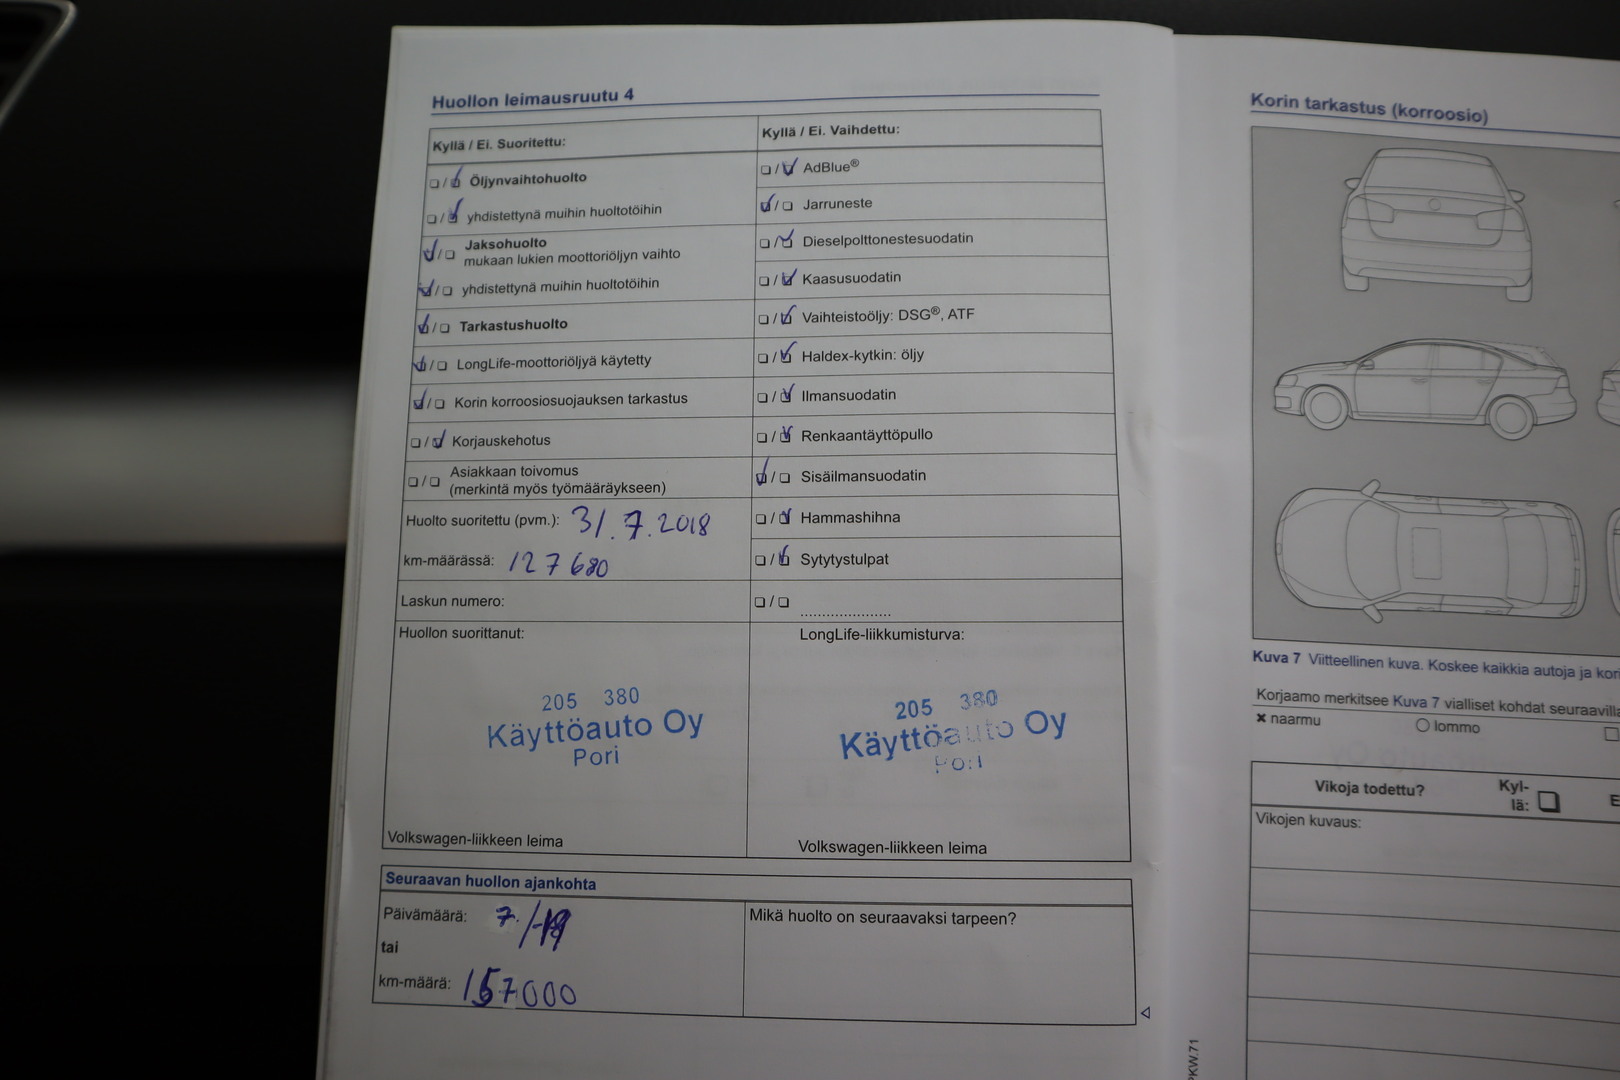 Huollon leimausruutu 4
Kyllä / Ei. Suoritettu:
Öljynvaihtohuolto
yhdistettynä muihin huoltotöihin
Jaksohuolto
mukaan lukien moottoriöljyn vaihto
yhdistettynä muihin huoltotöihin
Tarkastushuolto
LongLife-moottoriöljyä käytetty
Korin korroosiosuojauksen tarkastus
Korjauskehotus
Asiakkaan toivomus
(merkintä myös työmääräykseen)
Huolto suoritettu (pvm.): 31.7.2018
km-määrässä: 127680
Laskun numero:
Huollon suorittanut:
205 380
Käyttöauto Oy
Pori
Volkswagen-liikkeen leima
Kyllä / Ei. Vaihdettu:
AdBlue®
Jarruneste
Dieselpolttonestesuodatin
Kaasusuodatin
Vaihteistoöljy: DSG®, ATF
Haldex-kytkin: öljy
Ilmansuodatin
Renkaantäyttöpullo
Sisäilmansuodatin
Hammashihna
Sytytystulpat
LongLife-liikkumisturva:
205 380
Käyttöauto Oy
Pori
Volkswagen-liikkeen leima
Seuraavan huollon ajankohta
Päivämäärä: 7./-19
tai
km-määrä: 157000
Mikä huolto on seuraavaksi tarpeen?
Korin tarkastus (korroosio)
Kuva 7 Viitteellinen kuva. Koskee kaikkia autoja ja
Korjaamo merkitsee Kuva 7 vialliset kohdat
naarmu
lommo
Vikoja todettu?
Kyl-
lä:
Vikojen kuvaus: